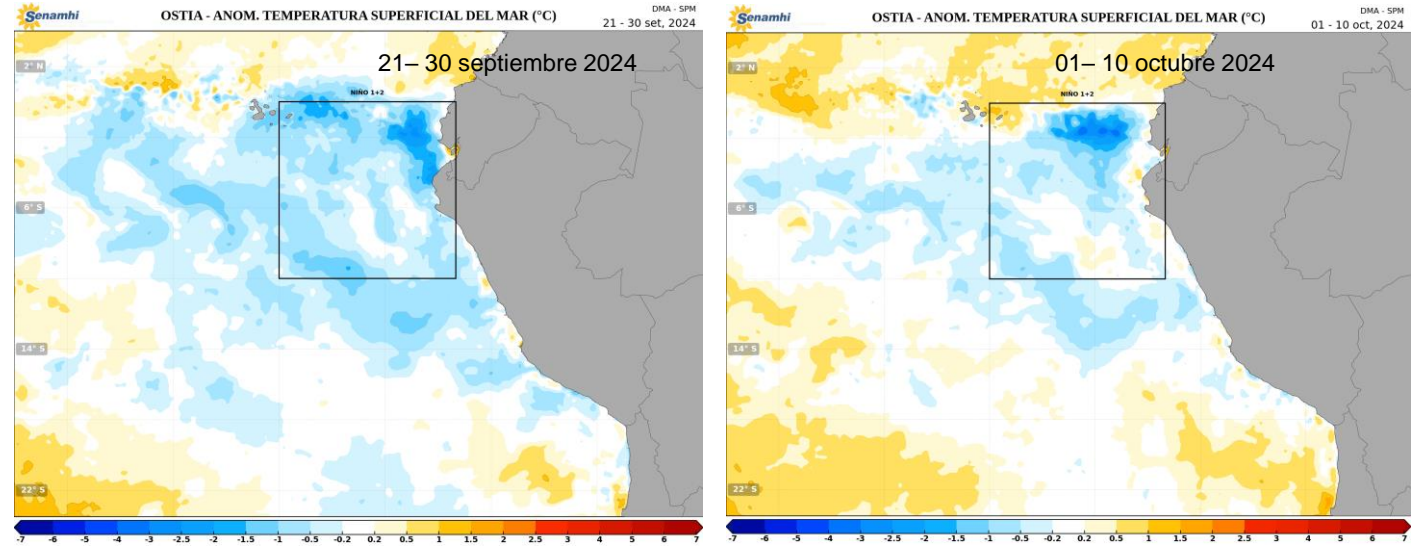 Senamhi
OSTIA - ANOM. TEMPERATURA SUPERFICIAL DEL MAR (°C)
DMA - SPM
21 - 30 set, 2024
21– 30 septiembre 2024
2° N
NIÑO 1+2
6° S
14° S
22° S
-7 -6 -5 -4 -3 -2.5 -2 -1.5 -1 -0.5 -0.2 0.2 0.5 1 1.5 2 2.5 3 4 5 6 7
Senamhi
OSTIA - ANOM. TEMPERATURA SUPERFICIAL DEL MAR (°C)
DMA - SPM
01 - 10 oct, 2024
01– 10 octubre 2024
2° N
NIÑO 1+2
6° S
14° S
22° S
-7 -6 -5 -4 -3 -2.5 -2 -1.5 -1 -0.5 -0.2 0.2 0.5 1 1.5 2 2.5 3 4 5 6 7